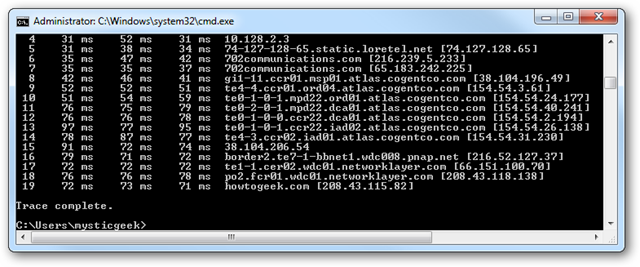 Administrator: C:\Windows\system32\cmd.exe
4 31 ms 52 ms 31 ms 10.128.2.3
5 31 ms 38 ms 34 ms 74-127-128-65.static.loretel.net [74.127.128.65]
6 35 ms 47 ms 42 ms 702communications.com [216.239.5.233]
7 35 ms 35 ms 37 ms 702communications.com [65.183.242.225]
8 42 ms 46 ms 41 ms gi1-11.ccr01.msp01.atlas.cogentco.com [38.104.196.49]
9 52 ms 52 ms 51 ms te4-4.ccr01.ord04.atlas.cogentco.com [154.54.3.61]
10 51 ms 54 ms 59 ms te0-1-0-1.mpd22.ord01.atlas.cogentco.com [154.54.24.177]
11 76 ms 75 ms 79 ms te0-2-0-1.mpd22.dca01.atlas.cogentco.com [154.54.40.241]
12 76 ms 76 ms 78 ms te0-1-0-0.ccr22.dca01.atlas.cogentco.com [154.54.2.194]
13 97 ms 77 ms 95 ms te0-1-0-1.ccr22.iad02.atlas.cogentco.com [154.54.26.138]
14 78 ms 87 ms 77 ms te4-3.ccr02.iad01.atlas.cogentco.com [154.54.31.230]
15 91 ms 72 ms 74 ms 38.104.206.54
16 79 ms 71 ms 72 ms border2.te7-1-bbnet1.wdc008.pnap.net [216.52.127.37]
17 72 ms 72 ms 72 ms te1-1.cer02.wdc01.networklayer.com [66.151.100.70]
18 76 ms 76 ms 78 ms po2.fcr01.wdc01.networklayer.com [208.43.118.138]
19 72 ms 73 ms 71 ms howtogeek.com [208.43.115.82]
Trace complete.
C:\Users\mysticgeek>